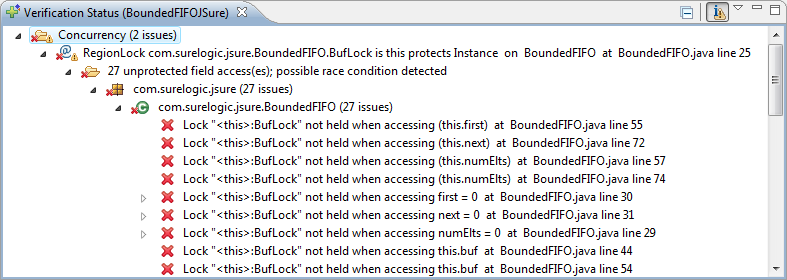 Verification Status (BoundedFIFOJSure)
Concurrency (2 issues)
RegionLock com.surelogic.jsure.BoundedFIFO.BufLock is this protects Instance on BoundedFIFO at BoundedFIFO.java line 25
27 unprotected field access(es); possible race condition detected
com.surelogic.jsure (27 issues)
com.surelogic.jsure.BoundedFIFO (27 issues)
Lock "<this>:BufLock" not held when accessing (this.first) at BoundedFIFO.java line 55
Lock "<this>:BufLock" not held when accessing (this.next) at BoundedFIFO.java line 72
Lock "<this>:BufLock" not held when accessing (this.numElts) at BoundedFIFO.java line 57
Lock "<this>:BufLock" not held when accessing (this.numElts) at BoundedFIFO.java line 74
Lock "<this>:BufLock" not held when accessing first = 0 at BoundedFIFO.java line 30
Lock "<this>:BufLock" not held when accessing next = 0 at BoundedFIFO.java line 31
Lock "<this>:BufLock" not held when accessing numElts = 0 at BoundedFIFO.java line 29
Lock "<this>:BufLock" not held when accessing this.buf at BoundedFIFO.java line 44
Lock "<this>:BufLock" not held when accessing this.buf at BoundedFIFO.java line 54